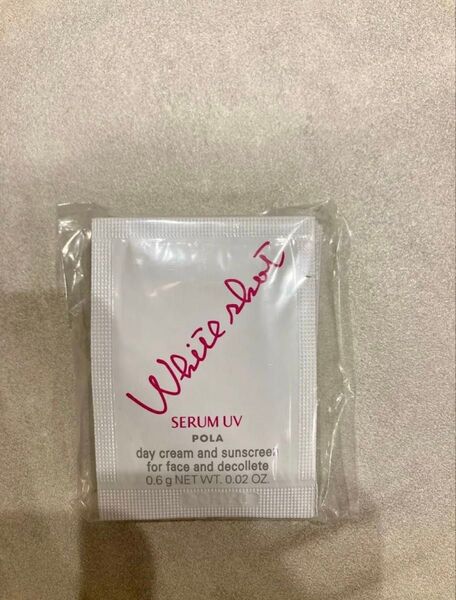 White shot
SERUM UV
POLA
day cream and sunscreen
for face and decollete
0.6 g NET WT. 0.02 OZ.